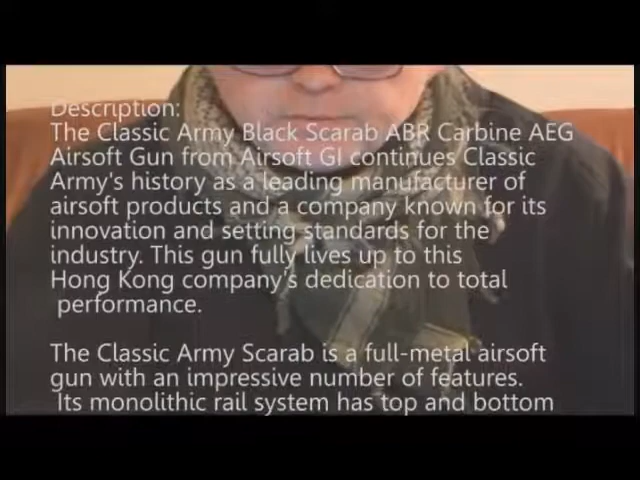 Description:
The Classic Army Black Scarab ABR Carbine AEG
Airsoft Gun from Airsoft GI continues Classic
Army's history as a leading manufacturer of
airsoft products and a company known for its
innovation and setting standards for the
industry. This gun fully lives up to this
Hong Kong company's dedication to total
performance.
The Classic Army Scarab is a full-metal airsoft
gun with an impressive number of features.
Its monolithic rail system has top and bottom